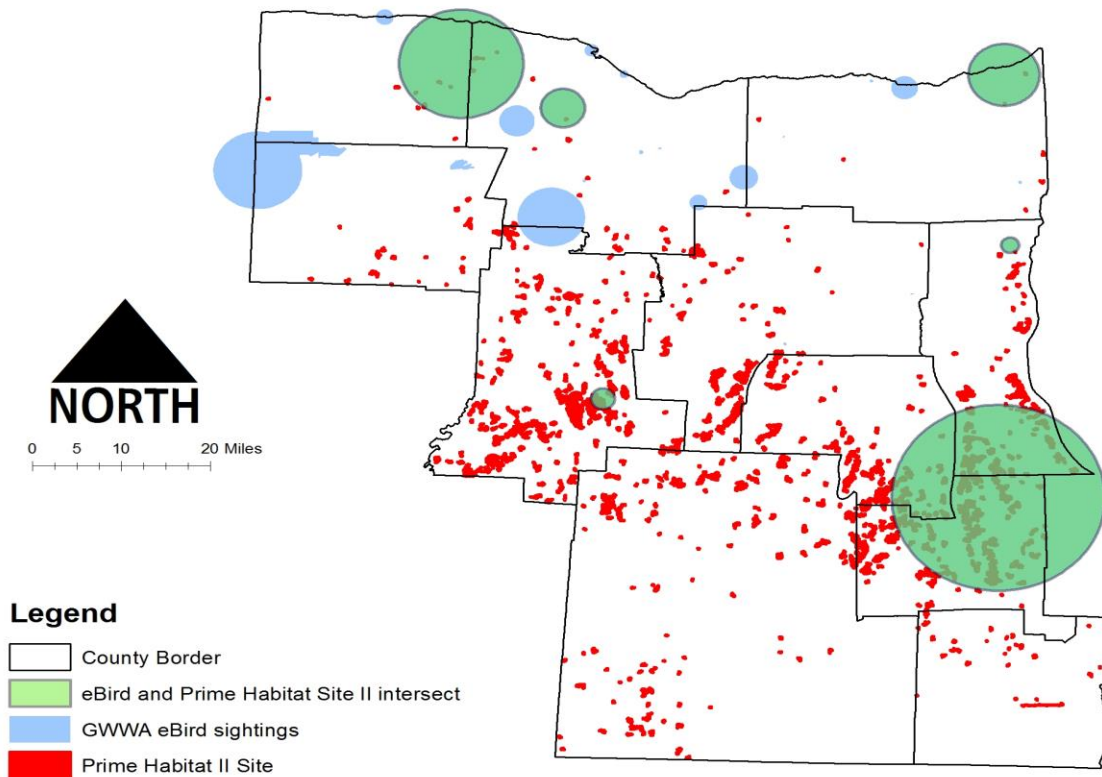 NORTH
0 5 10 20 Miles
Legend
County Border
eBird and Prime Habitat Site II intersect
GWWA eBird sightings
Prime Habitat II Site